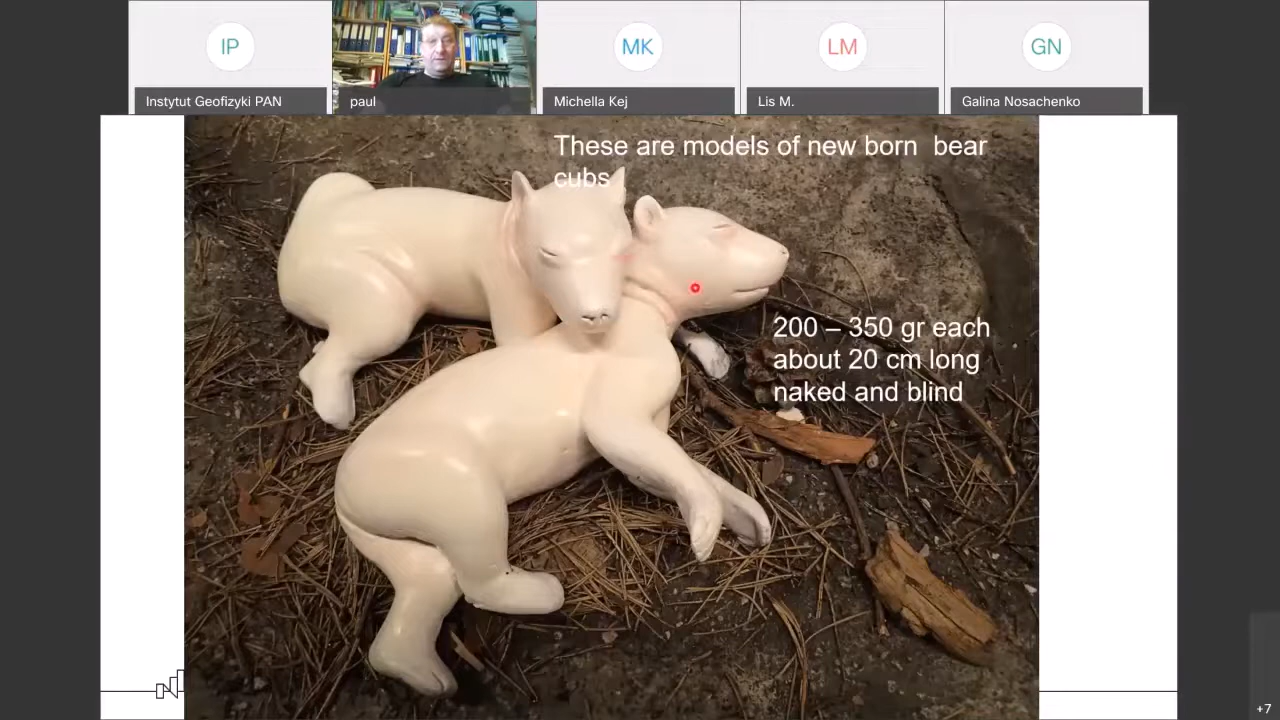 IP
MK
LM
GN
Instytut Geofizyki PAN
paul
Michella Kej
Lis M.
Galina Nosachenko
These are models of new born  bear
cubs
200 – 350 gr each
about 20 cm long
naked and blind
+7